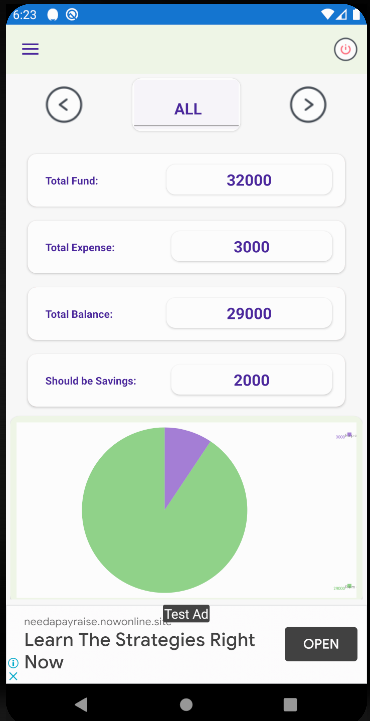 6:23
ALL
Total Fund:
32000
Total Expense:
3000
Total Balance:
29000
Should be Savings:
2000
Test Ad
needapayraise.nowonline.site
Learn The Strategies Right
Now
OPEN